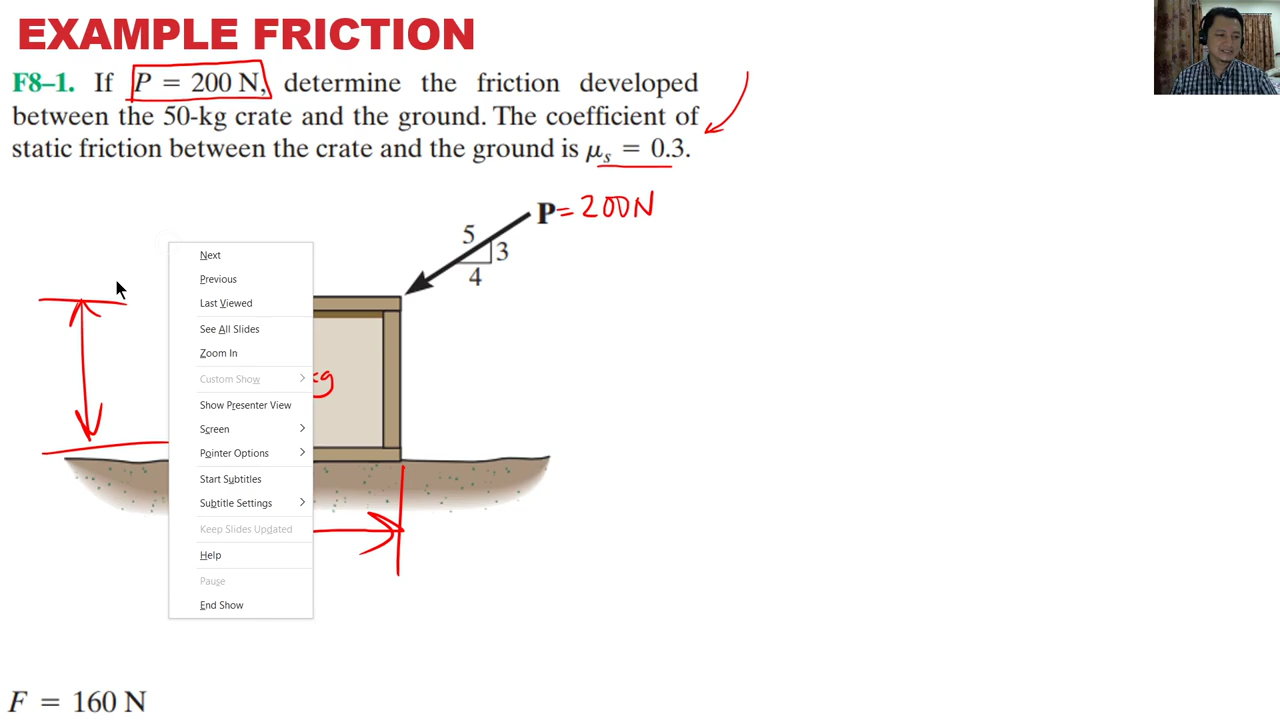 EXAMPLE FRICTION
F8–1. If P = 200 N, determine the friction developed
between the 50-kg crate and the ground. The coefficient of
static friction between the crate and the ground is μs = 0.3.
P = 200N
5
3
4
Next
Previous
Last Viewed
See All Slides
Zoom In
Custom Show
kg
Show Presenter View
Screen
Pointer Options
Start Subtitles
Subtitle Settings
Keep Slides Updated
Help
Pause
End Show
F = 160 N